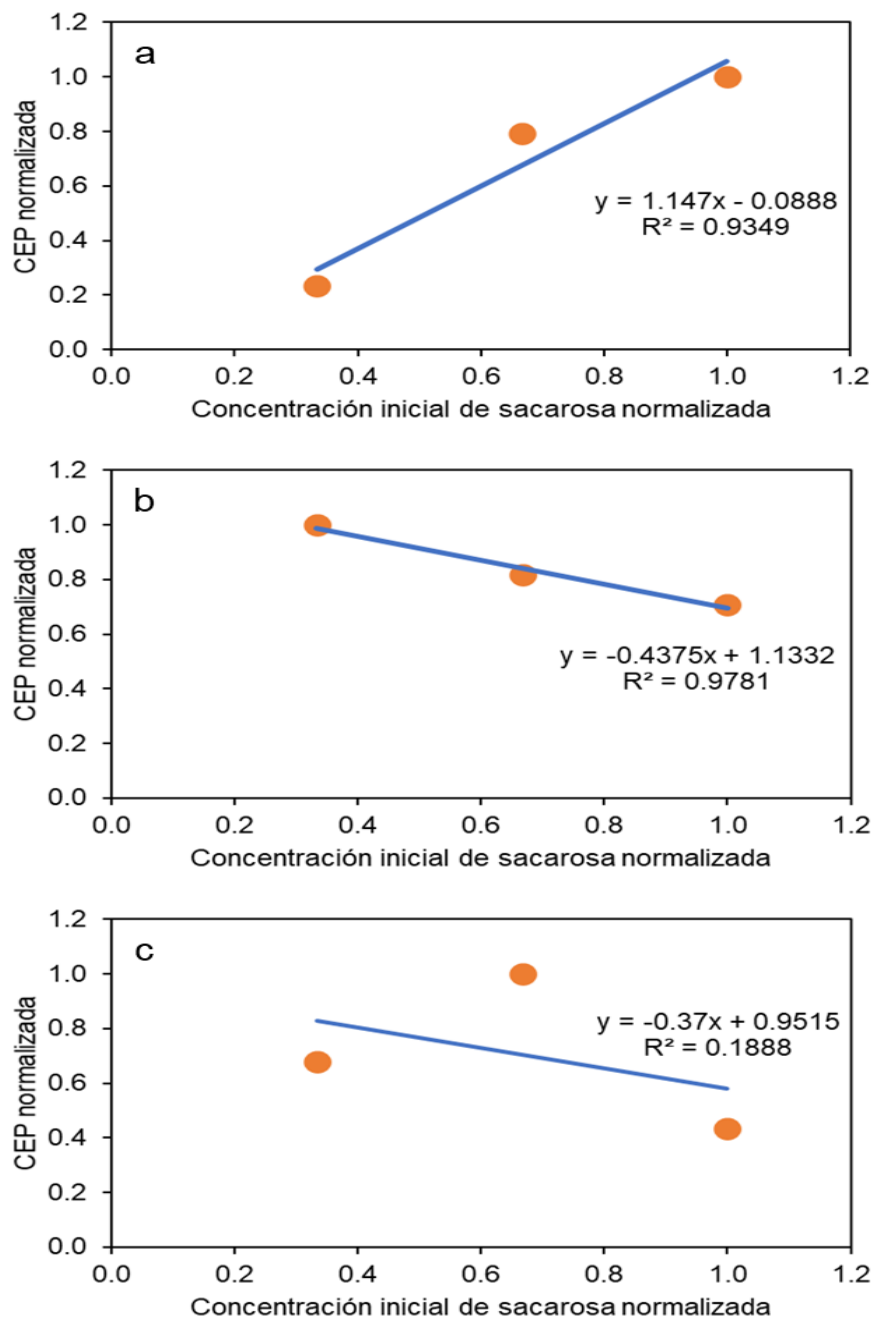 a
CEP normalizada
1.2
1.0
0.8
0.6
0.4
0.2
0.0
y = 1.147x - 0.0888
R² = 0.9349
0.0 0.2 0.4 0.6 0.8 1.0 1.2
Concentración inicial de sacarosa normalizada
b
CEP normalizada
1.2
1.0
0.8
0.6
0.4
0.2
0.0
y = -0.4375x + 1.1332
R² = 0.9781
0.0 0.2 0.4 0.6 0.8 1.0 1.2
Concentración inicial de sacarosa normalizada
c
CEP normalizada
1.2
1.0
0.8
0.6
0.4
0.2
0.0
y = -0.37x + 0.9515
R² = 0.1888
0.0 0.2 0.4 0.6 0.8 1.0 1.2
Concentración inicial de sacarosa normalizada